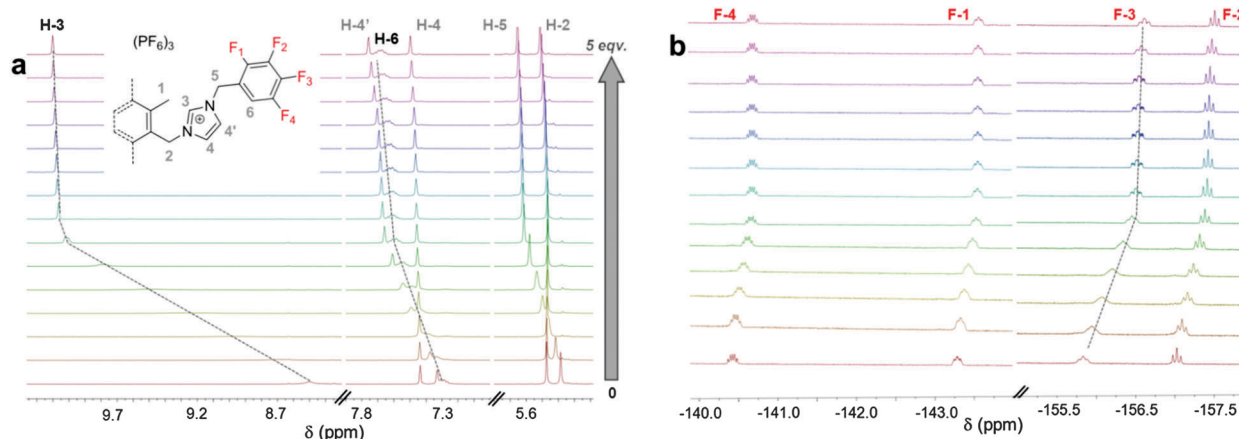 H-3
H-4’
H-6
H-4
H-5
H-2
5 eqv.
a
(PF6)3
F1
F2
F3
F4
1
2
3
4
4’
5
6
N
N
+
0
9.7
9.2
8.7
7.8
7.3
5.6
δ (ppm)
b
F-4
F-1
F-3
F-2
-140.0
-141.0
-142.0
-143.0
-155.5
-156.5
-157.5
δ (ppm)